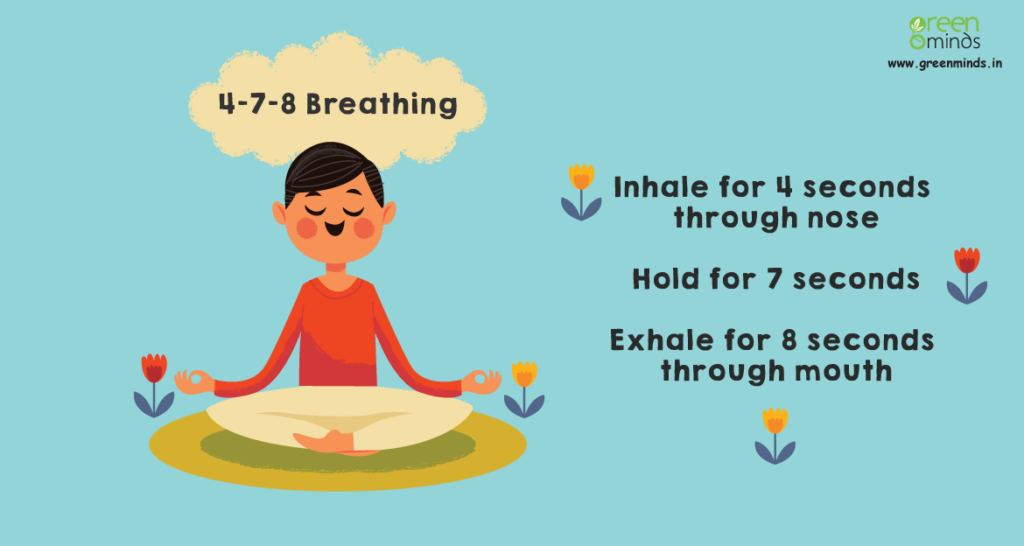 green
minds
www.greenminds.in
4-7-8 Breathing
Inhale for 4 seconds
through nose
Hold for 7 seconds
Exhale for 8 seconds
through mouth